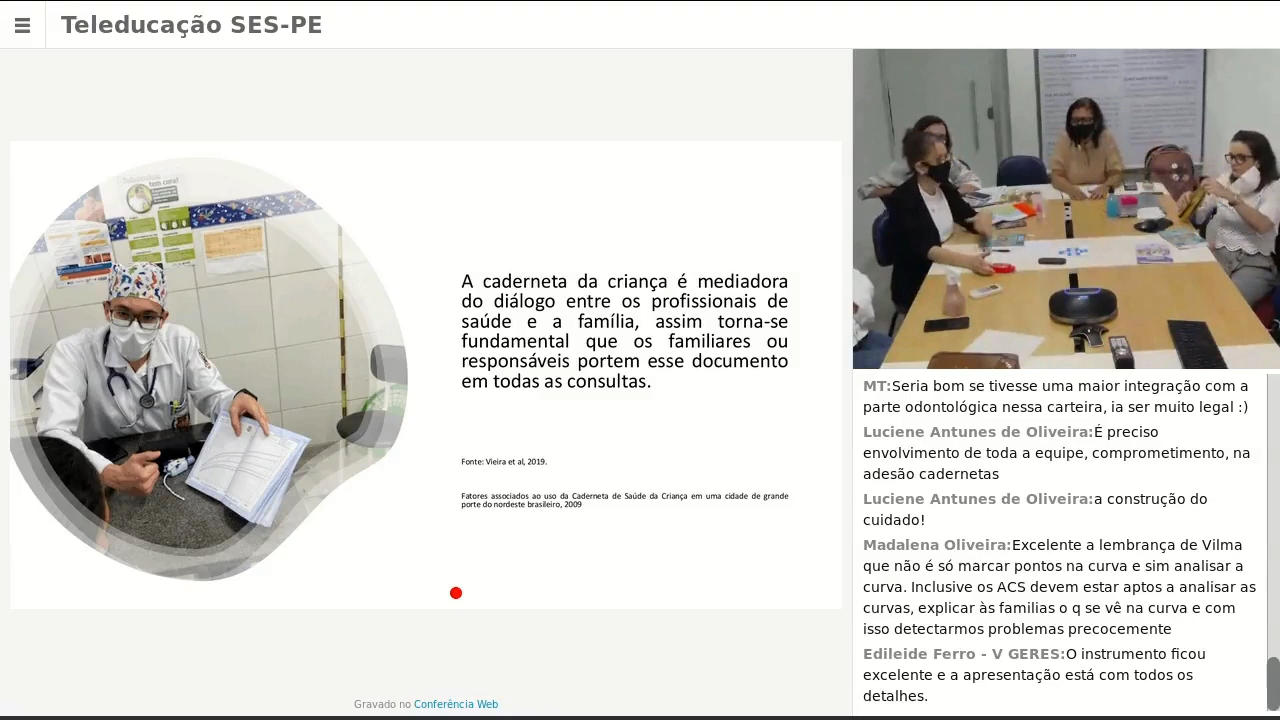 Teleducação SES-PE
tem cara!
A caderneta da criança é mediadora
do diálogo entre os profissionais de
saúde e a família, assim torna-se
fundamental que os familiares ou
responsáveis portem esse documento
em todas as consultas.
Fonte: Vieira et al, 2019.
Fatores associados ao uso da Caderneta de Saúde da Criança em uma cidade de grande
porte do nordeste brasileiro, 2009
Gravado no Conferência Web
MT:Seria bom se tivesse uma maior integração com a
parte odontológica nessa carteira, ia ser muito legal :)
Luciene Antunes de Oliveira:É preciso
envolvimento de toda a equipe, comprometimento, na
adesão cadernetas
Luciene Antunes de Oliveira:a construção do
cuidado!
Madalena Oliveira:Excelente a lembrança de Vilma
que não é só marcar pontos na curva e sim analisar a
curva. Inclusive os ACS devem estar aptos a analisar as
curvas, explicar às familias o q se vê na curva e com
isso detectarmos problemas precocemente
Edileide Ferro - V GERES:O instrumento ficou
excelente e a apresentação está com todos os
detalhes.